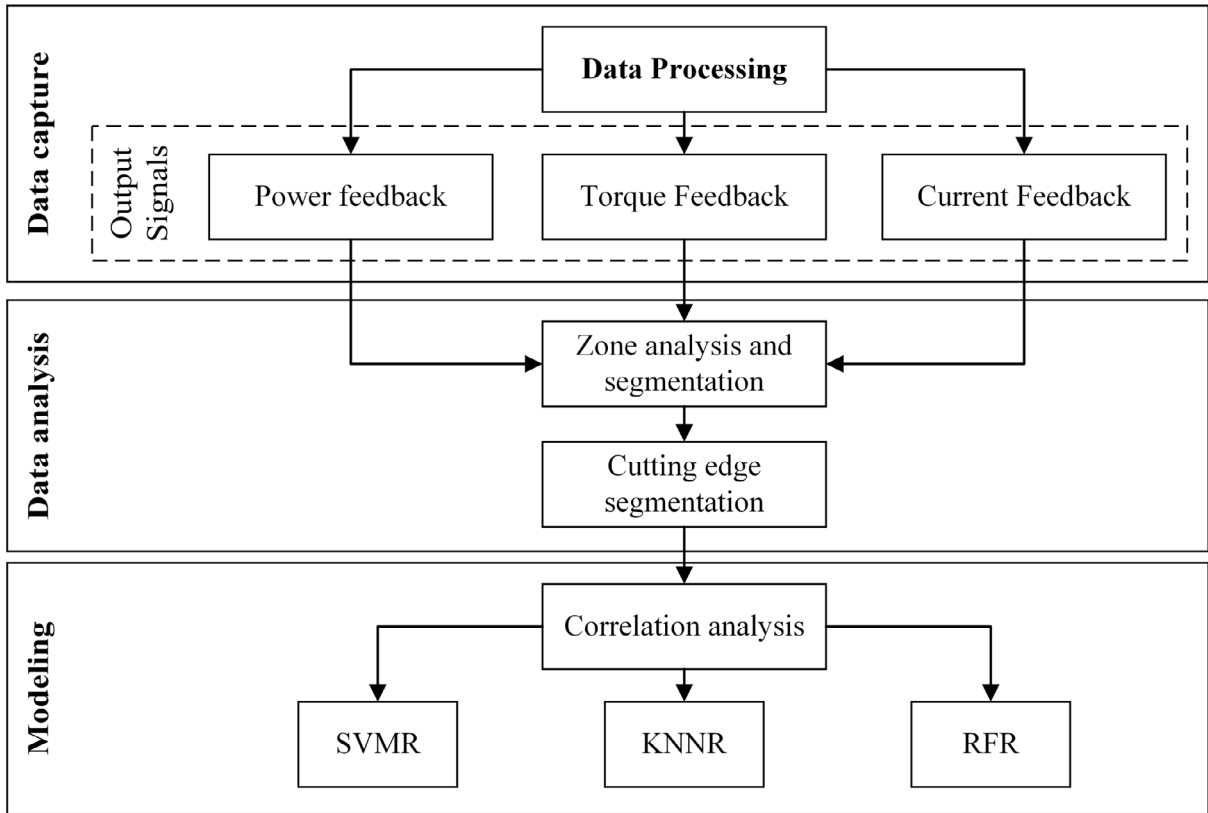 Data capture
Data Processing
Output
Signals
Power feedback
Torque Feedback
Current Feedback
Data analysis
Zone analysis and
segmentation
Cutting edge
segmentation
Modeling
Correlation analysis
SVMR
KNNR
RFR